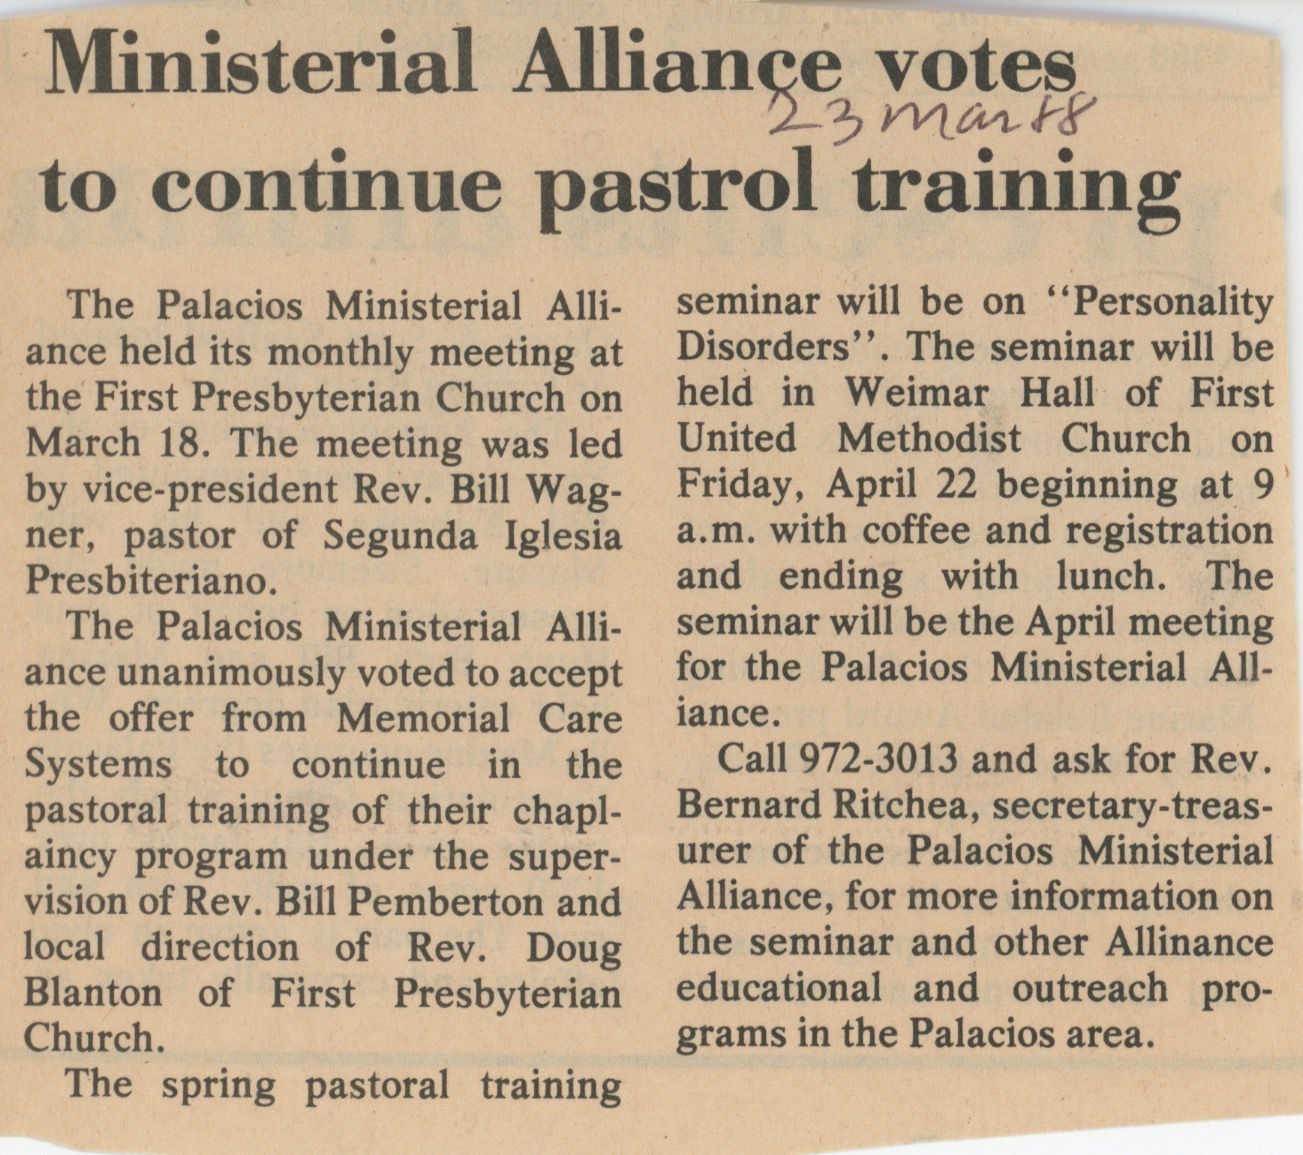 Ministerial Alliance votes
23 Mar 88
to continue pastrol training
The Palacios Ministerial Alli-
ance held its monthly meeting at
the First Presbyterian Church on
March 18. The meeting was led
by vice-president Rev. Bill Wag-
ner, pastor of Segunda Iglesia
Presbiteriano.
The Palacios Ministerial Alli-
ance unanimously voted to accept
the offer from Memorial Care
Systems to continue in the
pastoral training of their chapl-
aincy program under the super-
vision of Rev. Bill Pemberton and
local direction of Rev. Doug
Blanton of First Presbyterian
Church.
The spring pastoral training
seminar will be on ‘‘Personality
Disorders’’. The seminar will be
held in Weimar Hall of First
United Methodist Church on
Friday, April 22 beginning at 9
a.m. with coffee and registration
and ending with lunch. The
seminar will be the April meeting
for the Palacios Ministerial All-
iance.
Call 972-3013 and ask for Rev.
Bernard Ritchea, secretary-treas-
urer of the Palacios Ministerial
Alliance, for more information on
the seminar and other Allinance
educational and outreach pro-
grams in the Palacios area.